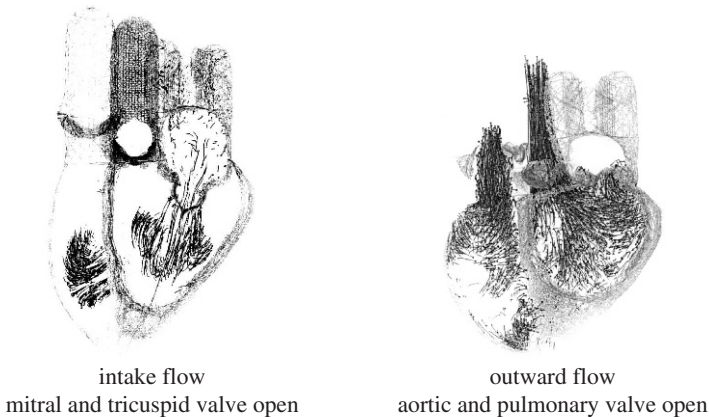 intake flow
mitral and tricuspid valve open
outward flow
aortic and pulmonary valve open